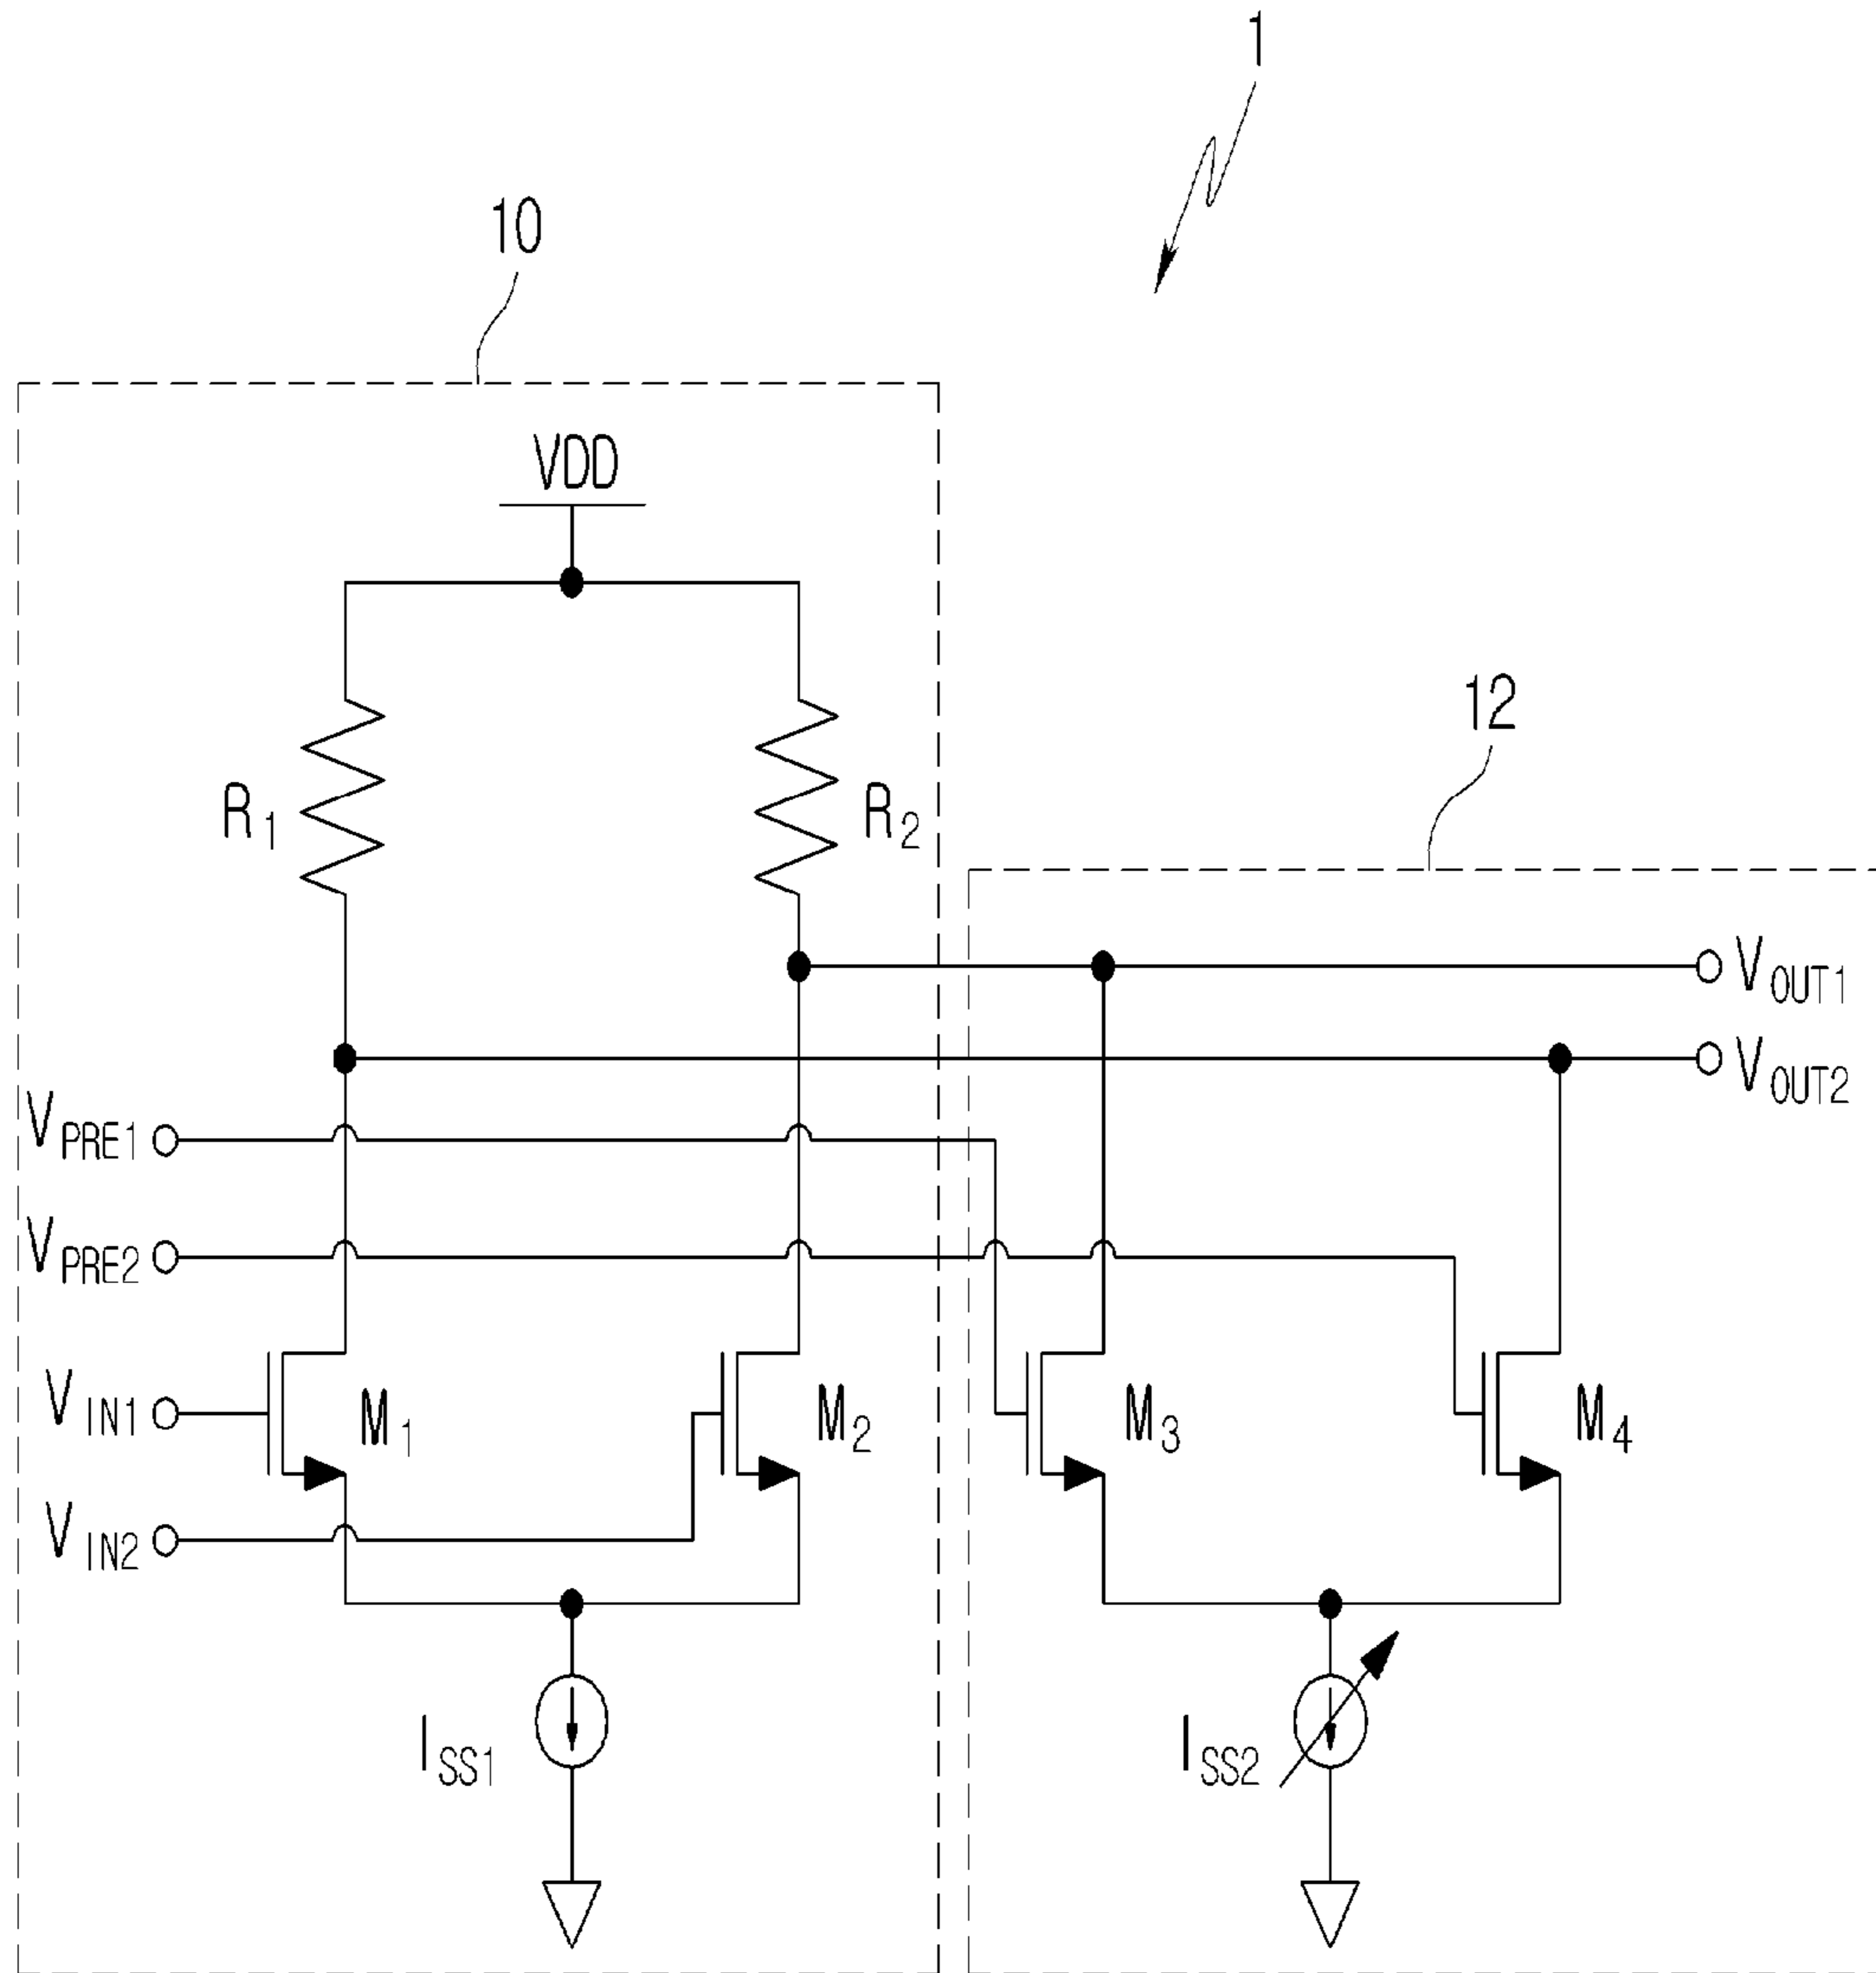 1
10
VDD
12
R1
R2
VOUT1
VOUT2
VPRE1
VPRE2
VIN1
M1
M2
M3
M4
VIN2
ISS1
ISS2